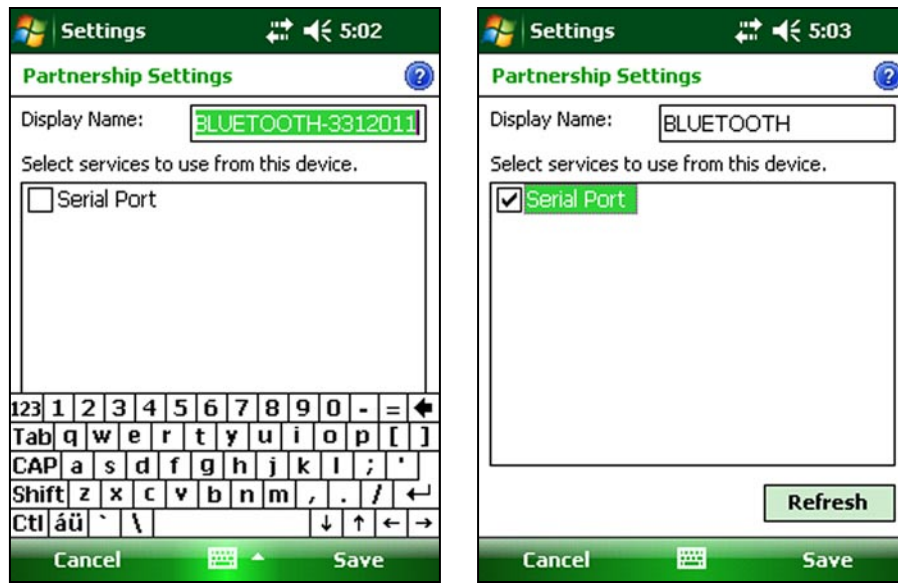 Settings 5:02
Partnership Settings ?
Display Name: BLUETOOTH-3312011
Select services to use from this device.
Serial Port
123 1 2 3 4 5 6 7 8 9 0 - = 
Tab q w e r t y u i o p [ ]
CAP a s d f g h j k l ; '
Shift z x c v b n m , . /
Ctl áü ` \
Cancel Save
Settings 5:03
Partnership Settings ?
Display Name: BLUETOOTH
Select services to use from this device.
Serial Port
Refresh
Cancel Save